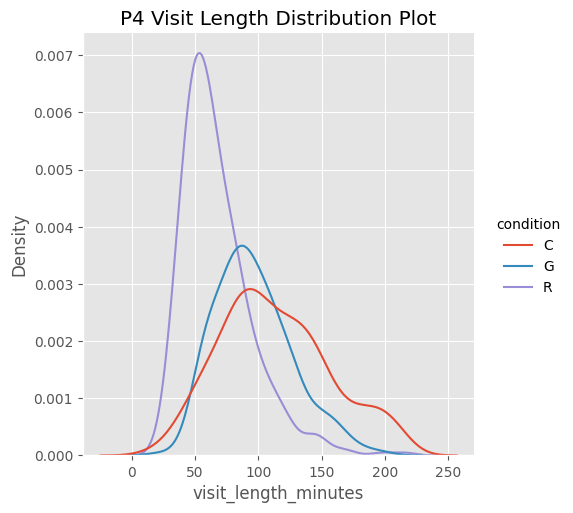 P4 Visit Length Distribution Plot
0.007
0.006
0.005
0.004
0.003
0.002
0.001
0.000
Density
0
50
100
150
200
250
visit_length_minutes
condition
C
G
R